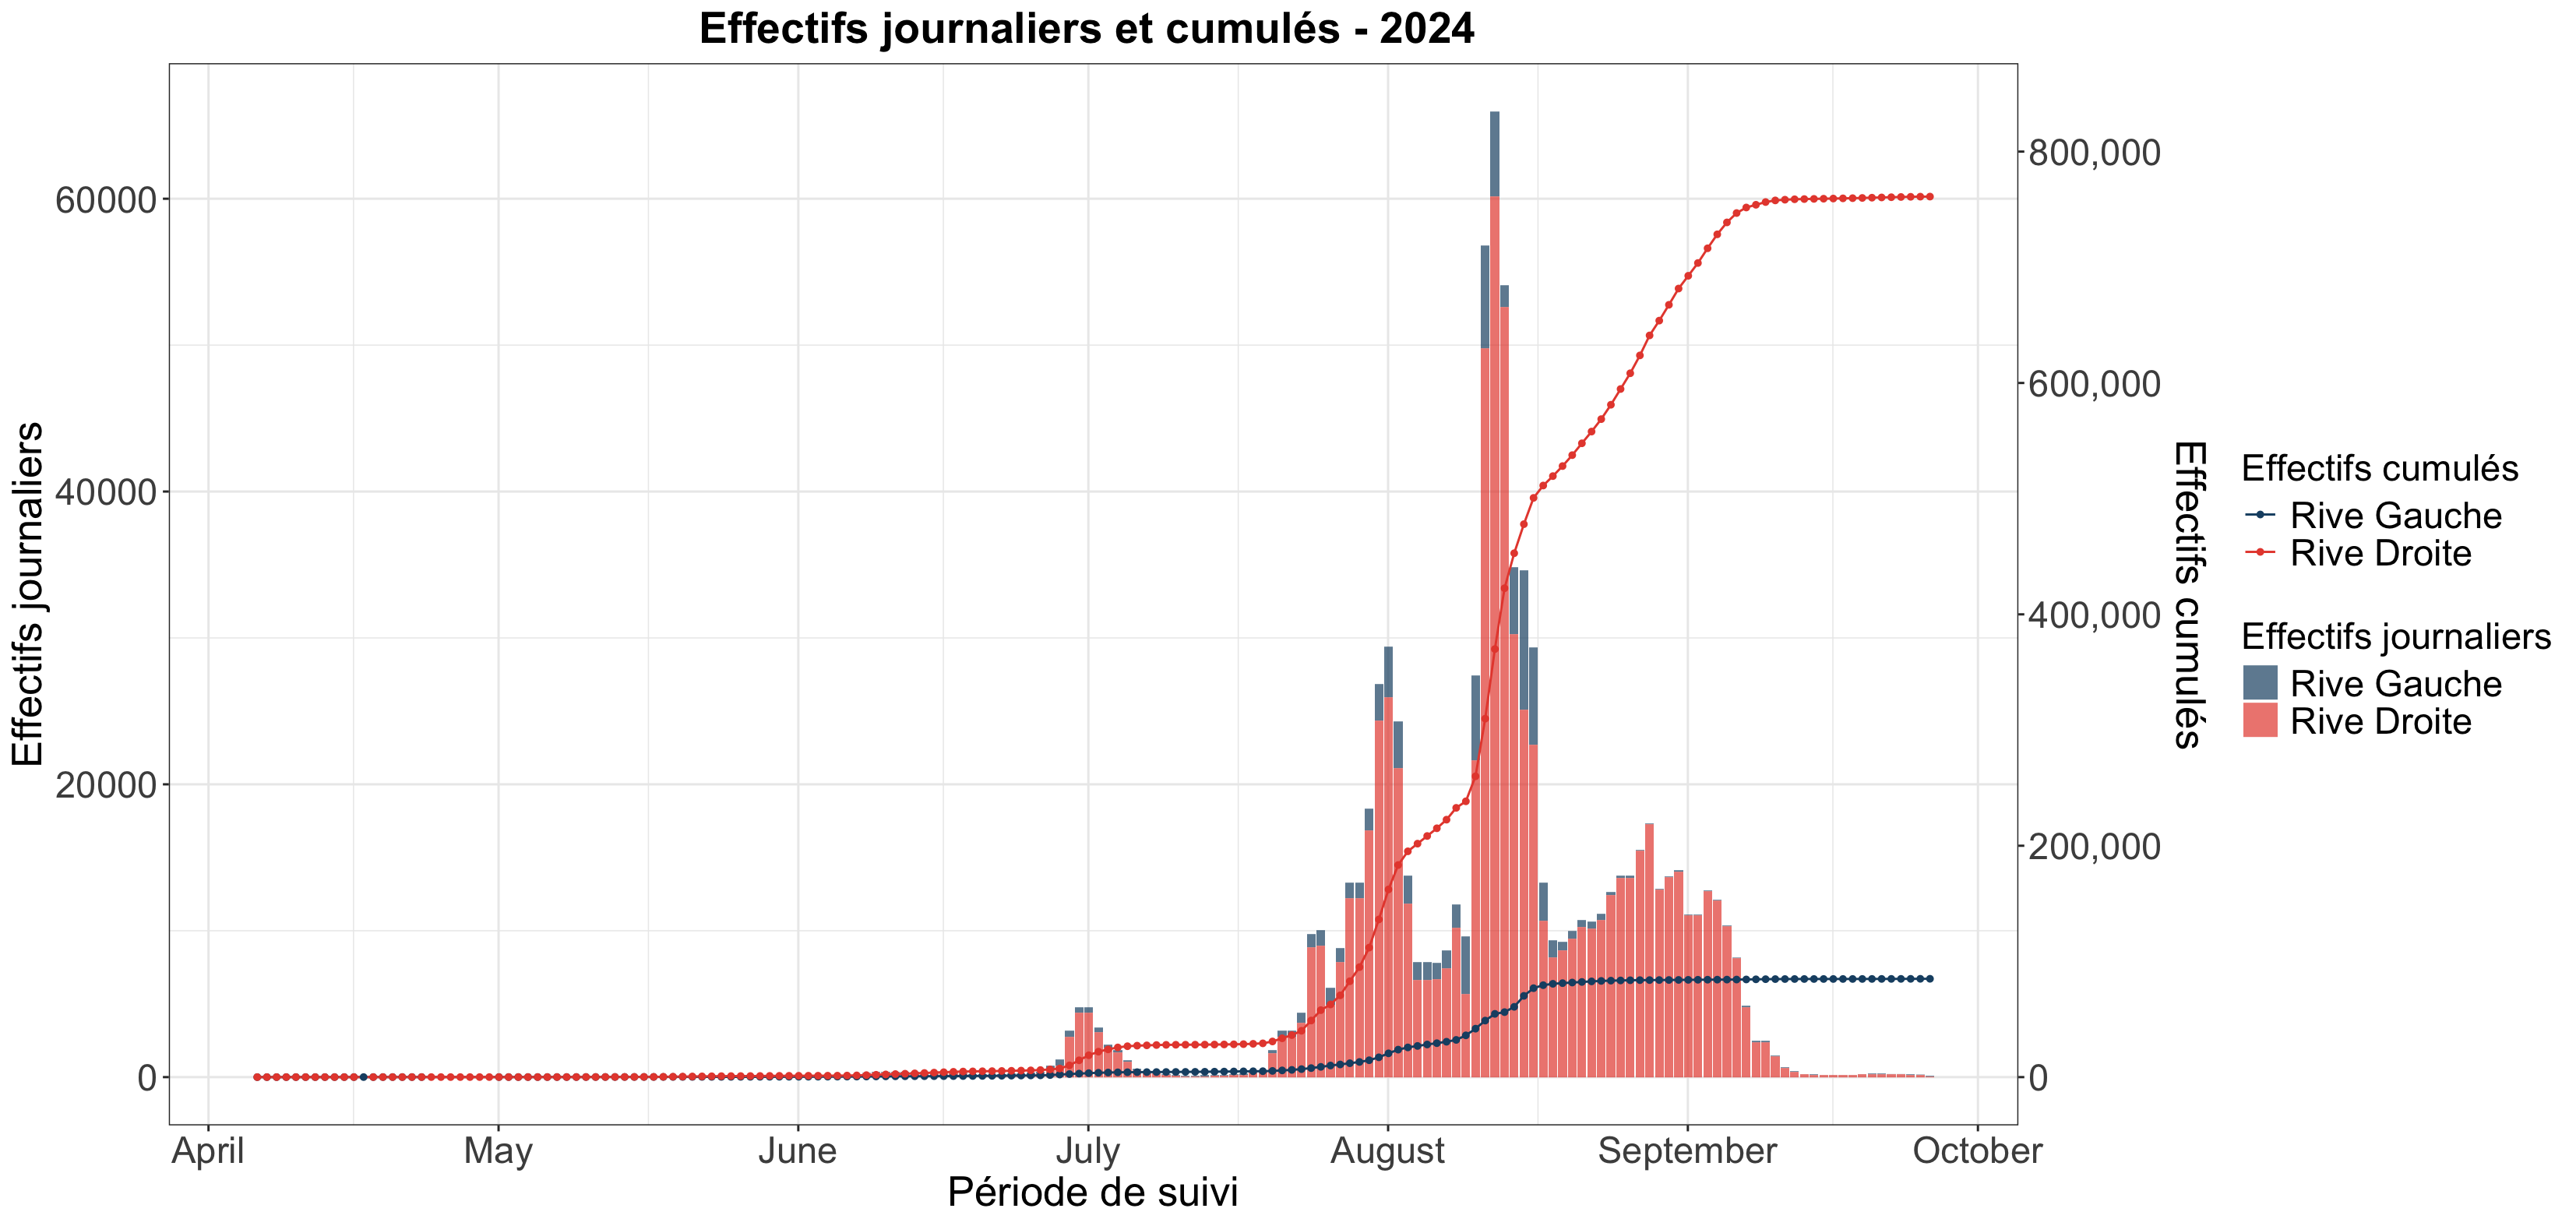 Effectifs journaliers et cumulés - 2024
Effectifs journaliers
60000
40000
20000
0
800,000
600,000
400,000
200,000
0
Effectifs cumulés
April
May
June
July
August
September
October
Période de suivi
Effectifs cumulés
Rive Gauche
Rive Droite
Effectifs journaliers
Rive Gauche
Rive Droite